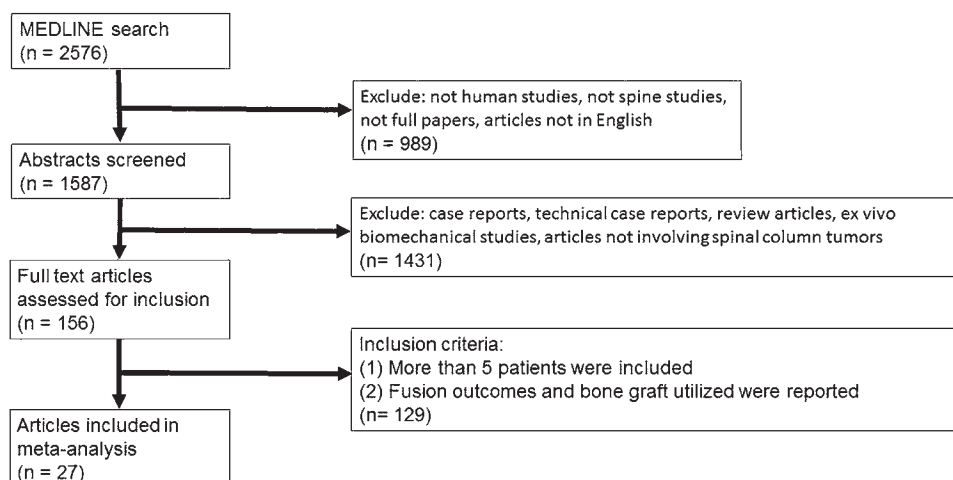 MEDLINE search
(n = 2576)
Exclude: not human studies, not spine studies,
not full papers, articles not in English
(n = 989)
Abstracts screened
(n = 1587)
Exclude: case reports, technical case reports, review articles, ex vivo
biomechanical studies, articles not involving spinal column tumors
(n= 1431)
Full text articles
assessed for inclusion
(n = 156)
Inclusion criteria:
(1) More than 5 patients were included
(2) Fusion outcomes and bone graft utilized were reported
(n= 129)
Articles included in
meta-analysis
(n = 27)